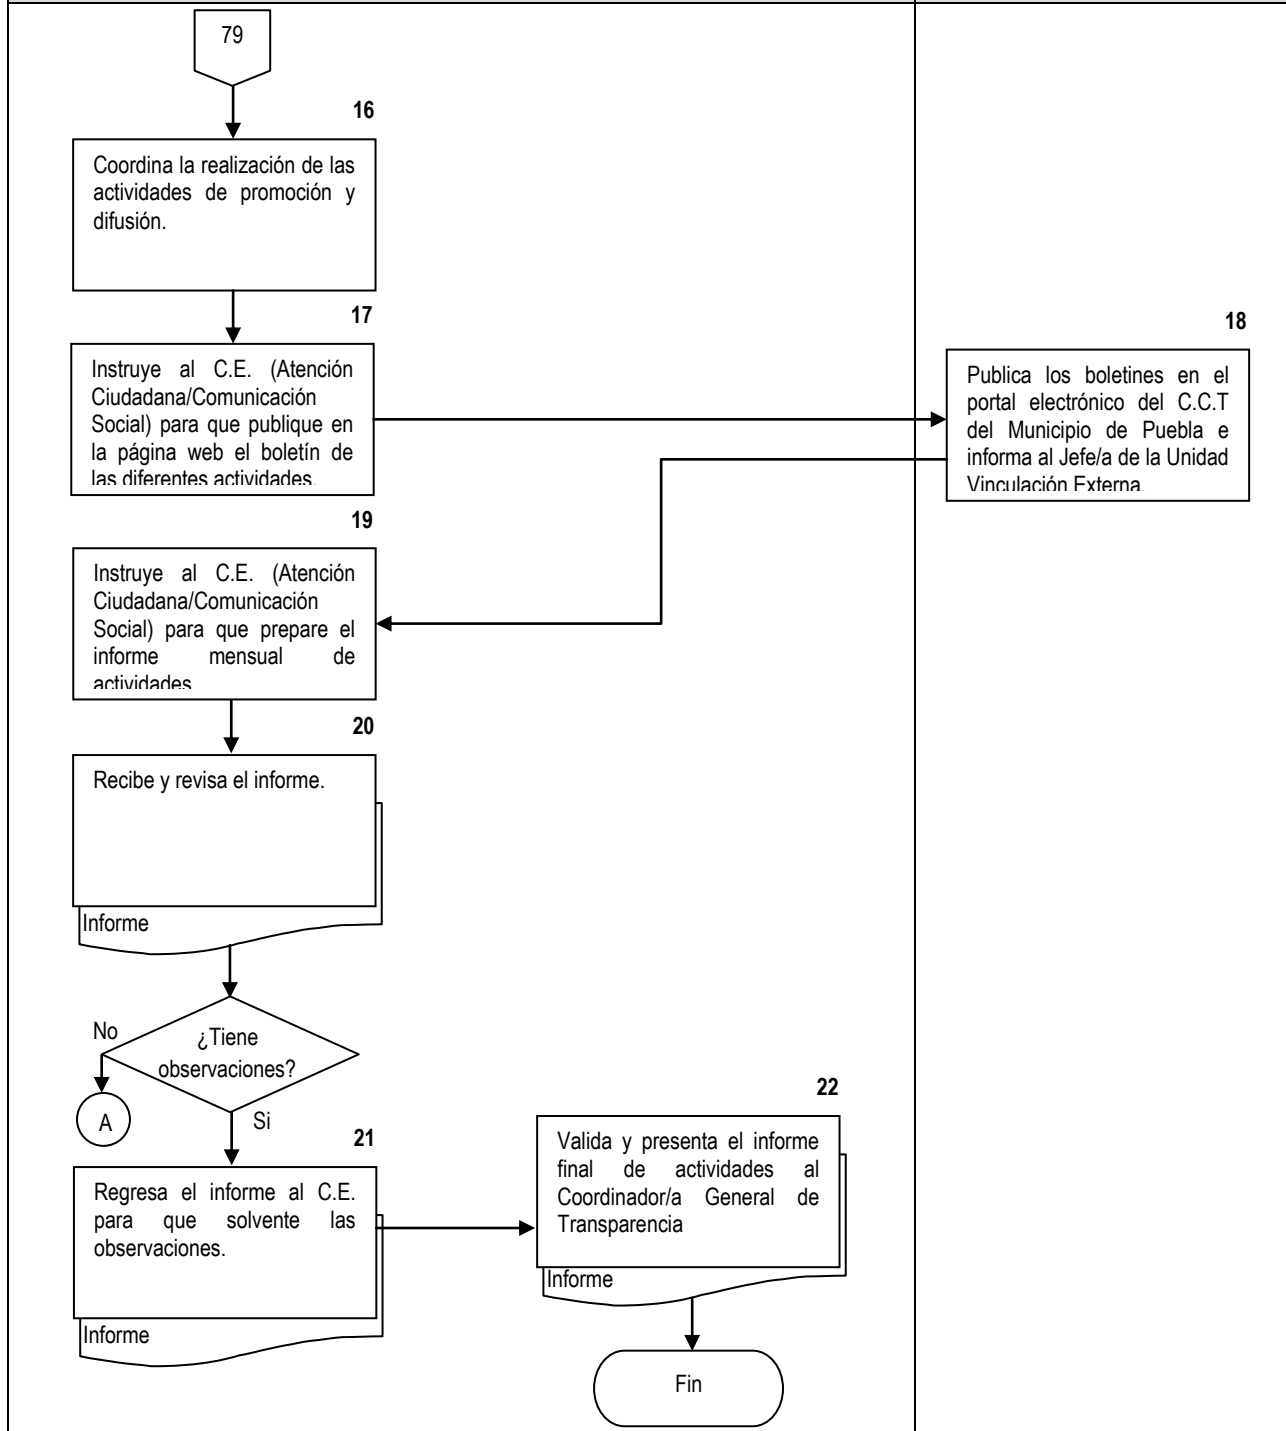 79
16
Coordina la realización de las
actividades de promoción y
difusión.
17
Instruye al C.E. (Atención
Ciudadana/Comunicación
Social) para que publique en
la página web el boletín de
las diferentes actividades.
18
Publica los boletines en el
portal electrónico del C.C.T
del Municipio de Puebla e
informa al Jefe/a de la Unidad
Vinculación Externa.
19
Instruye al C.E. (Atención
Ciudadana/Comunicación
Social) para que prepare el
informe mensual de
actividades
20
Recibe y revisa el informe.
Informe
No
¿Tiene
observaciones?
A
Si
21
Regresa el informe al C.E.
para que solvente las
observaciones.
Informe
22
Valida y presenta el informe
final de actividades al
Coordinador/a General de
Transparencia
Informe
Fin